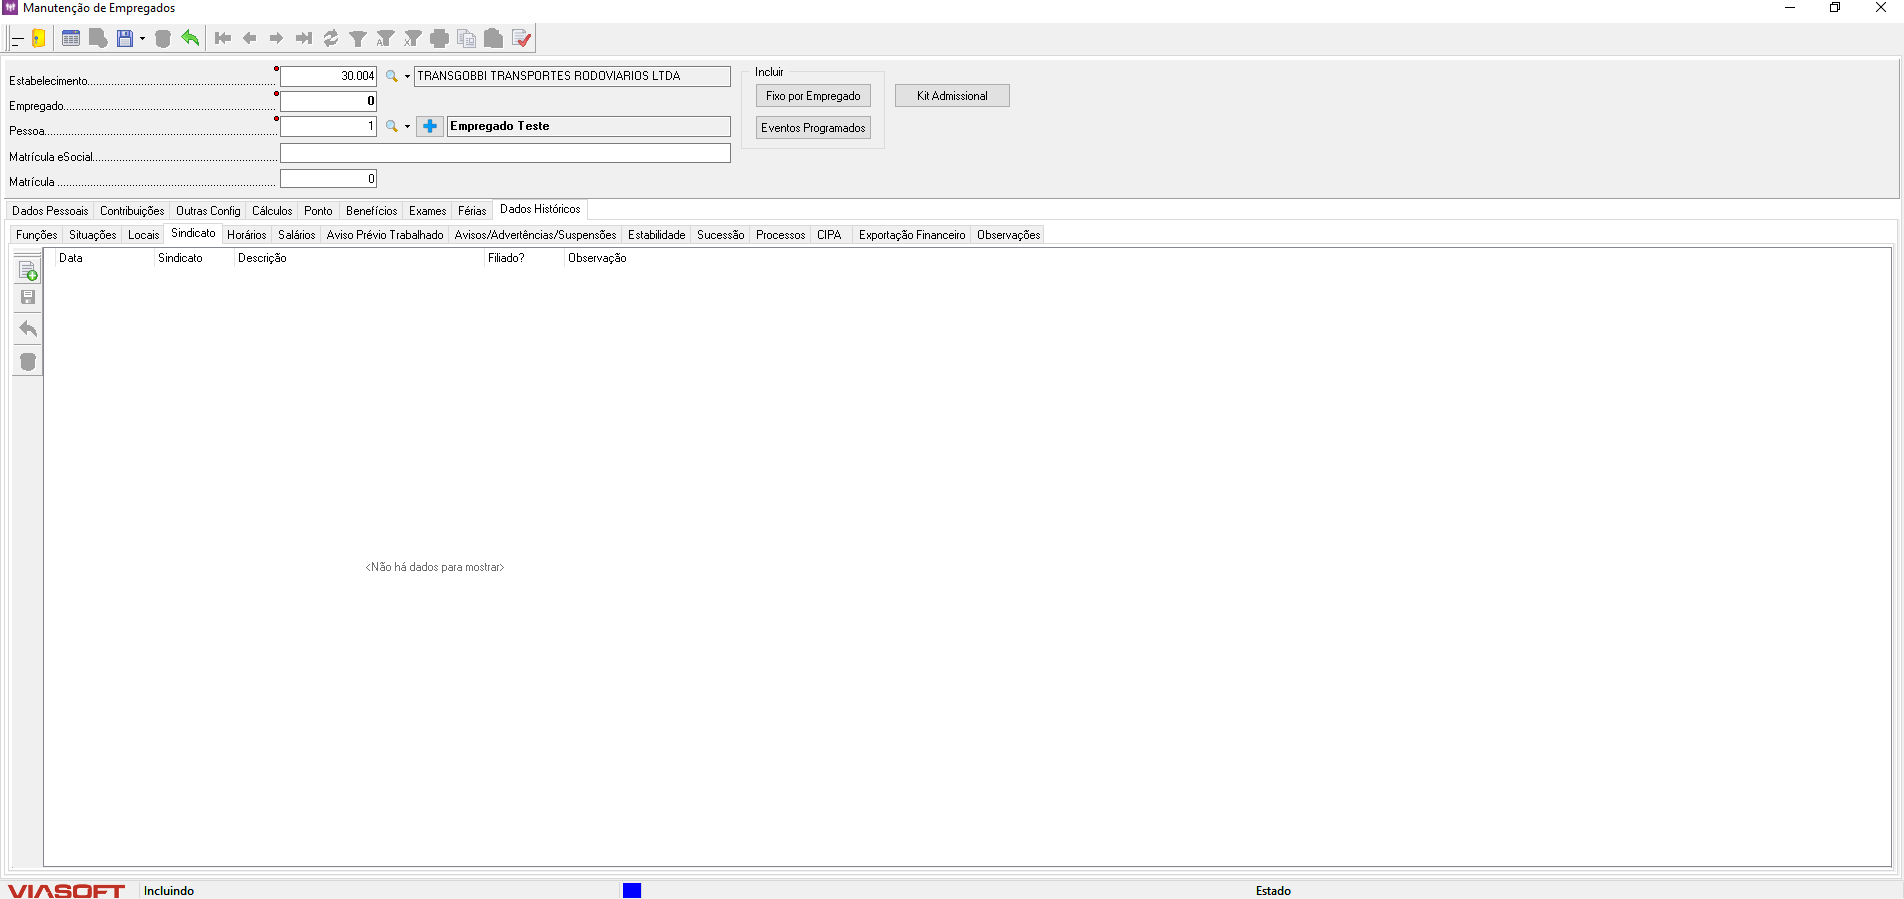 Manutenção de Empregados
Estabelecimento 30.004 TRANSGOBBI TRANSPORTES RODOVIARIOS LTDA
Empregado 0
Pessoa 1 Empregado Teste
Matrícula eSocial
Matrícula 0
Incluir
Fixo por Empregado
Eventos Programados
Kit Admissional
Dados Pessoais Contribuições Outras Config Cálculos Ponto Benefícios Exames Férias Dados Históricos
Funções Situações Locais Sindicato Horários Salários Aviso Prévio Trabalhado Avisos/Advertências/Suspensões Estabilidade Sucessão Processos CIPA Exportação Financeiro Observações
Data Sindicato Descrição Filiado? Observação
<Não há dados para mostrar>
VIASOFT Incluindo Estado